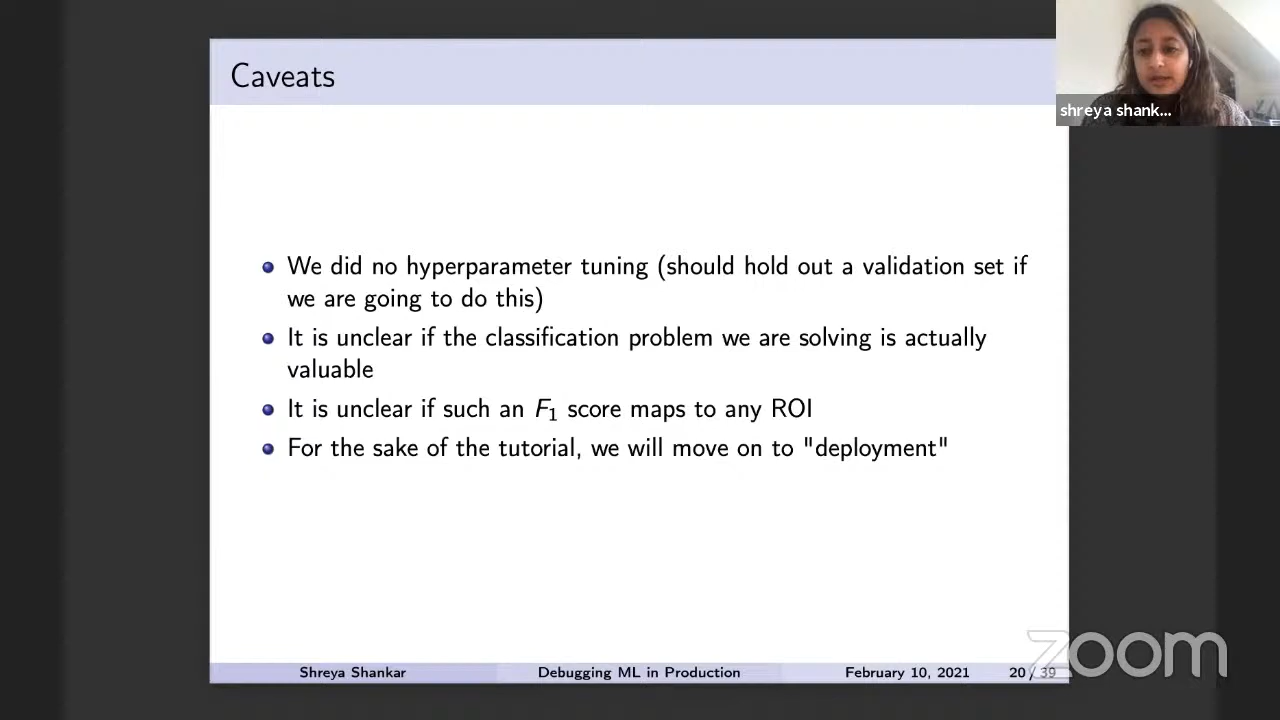 Caveats
shreya shank...
We did no hyperparameter tuning (should hold out a validation set if
we are going to do this)
It is unclear if the classification problem we are solving is actually
valuable
It is unclear if such an F₁ score maps to any ROI
For the sake of the tutorial, we will move on to "deployment"
Shreya Shankar
Debugging ML in Production
February 10, 2021
20 / 39
zoom